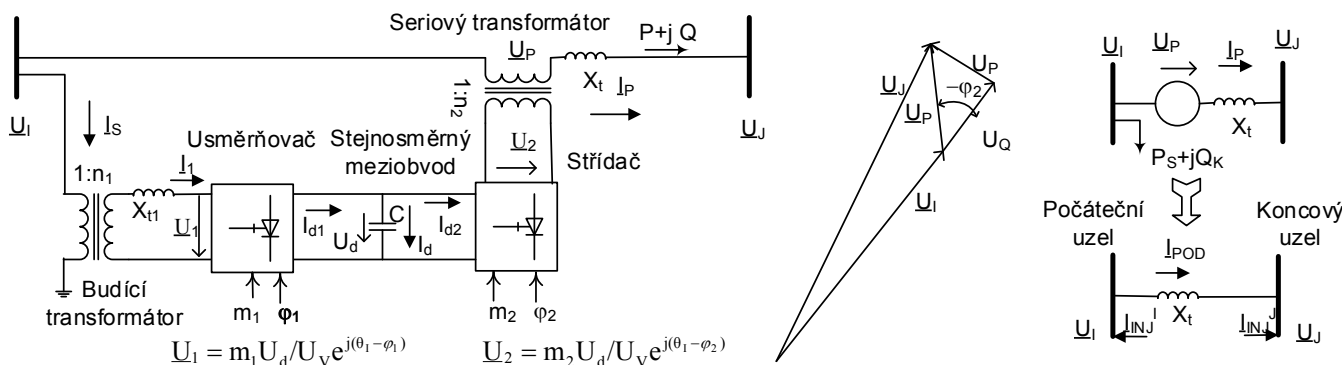 Seriový transformátor
P+j Q
U_P
X_t
I_P
1:n_2
U_I
I_S
U_J
Usměrňovač
Stejnosměrný
meziobvod
U_2
Střídač
1:n_1
I_1
X_t1
U_1
I_d1
U_d
C
I_d
I_d2
Budící
transformátor
m_1
φ_1
m_2
φ_2
U_1 = m_1U_d/U_Ve^j(θ_1−φ_1)
U_2 = m_2U_d/U_Ve^j(θ_1−φ_2)
U_J
U_P
−φ_2
U_P
U_Q
U_I
U_I
U_P
I_P
U_J
X_t
P_S+jQ_K
Počáteční
uzel
Koncový
uzel
I_POD
X_t
U_I
I_INJ^I
I_INJ^J
U_J